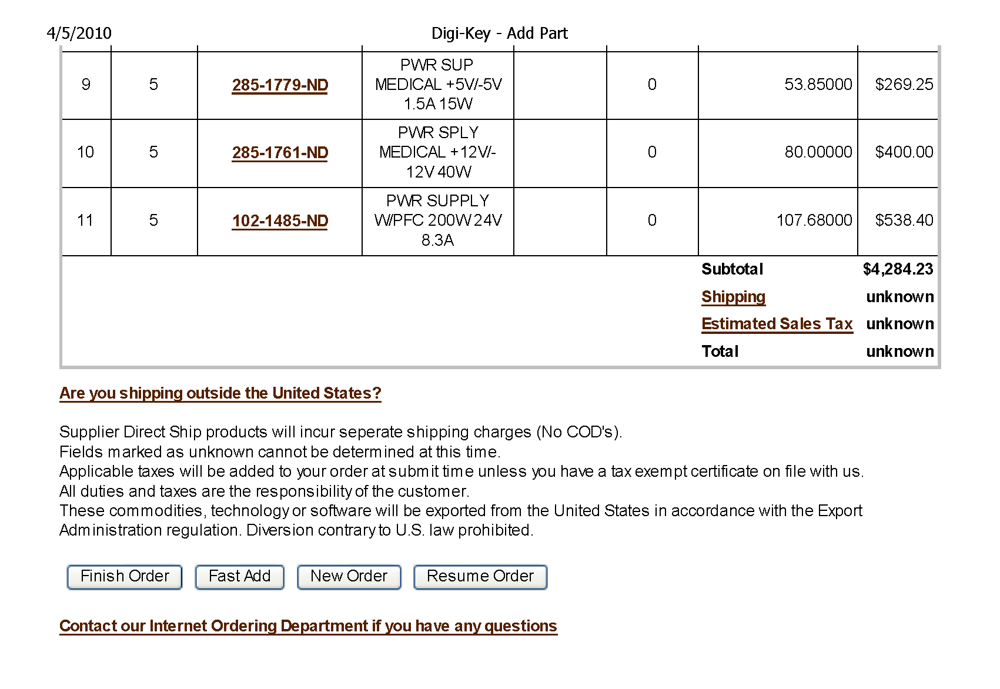 4/5/2010 Digi-Key - Add Part
PWR SUP
9 5 285-1779-ND MEDICAL +5V/-5V 0 53.85000 $269.25
1.5A 15W
PWR SPLY
10 5 285-1761-ND MEDICAL +12V/- 0 80.00000 $400.00
12V 40W
PWR SUPPLY
11 5 102-1485-ND W/PFC 200W 24V 0 107.68000 $538.40
8.3A
Subtotal $4,284.23
Shipping unknown
Estimated Sales Tax unknown
Total unknown
Are you shipping outside the United States?
Supplier Direct Ship products will incur seperate shipping charges (No COD's).
Fields marked as unknown cannot be determined at this time.
Applicable taxes will be added to your order at submit time unless you have a tax exempt certificate on file with us.
All duties and taxes are the responsibility of the customer.
These commodities, technology or software will be exported from the United States in accordance with the Export
Administration regulation. Diversion contrary to U.S. law prohibited.
Finish Order Fast Add New Order Resume Order
Contact our Internet Ordering Department if you have any questions